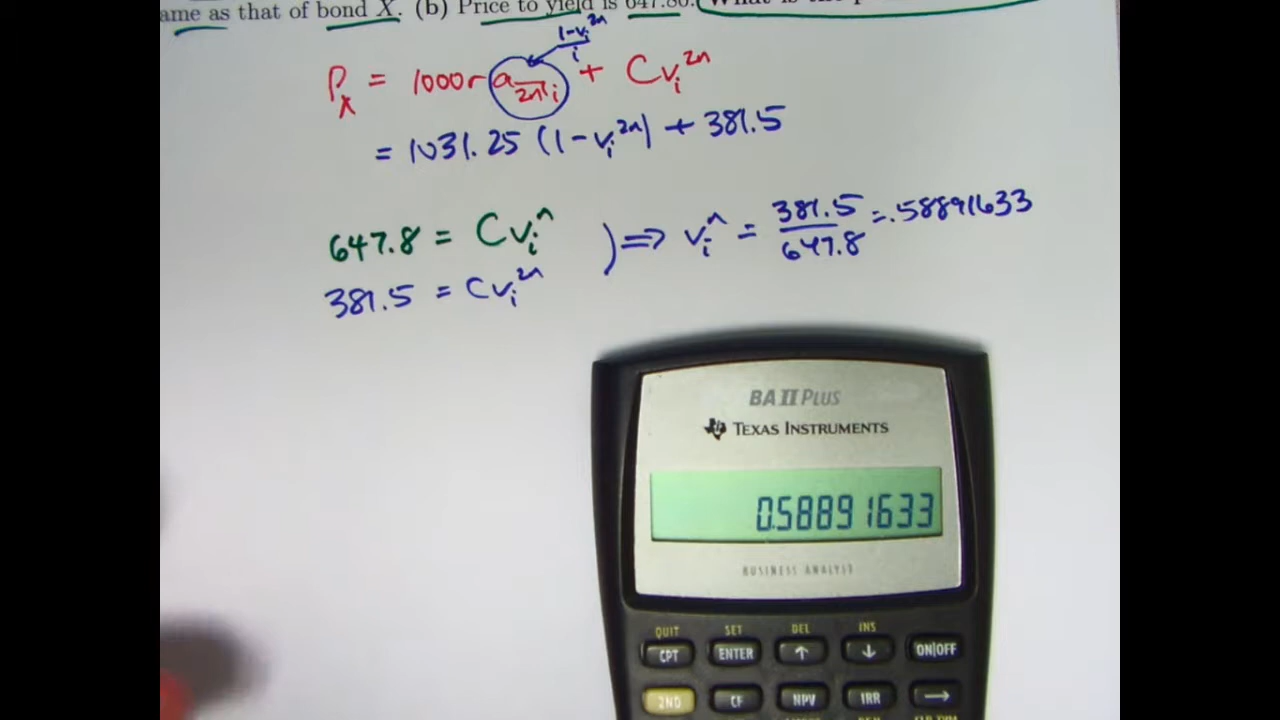 ame as that of bond X. (b) Price to yield is 647.80.
1-v_i^2n / i
P_X = 1000r a_2n⌉i + Cv_i^2n
= 1031.25 (1-v_i^2n) + 381.5
647.8 = Cv_i^n ) ⇒ v_i^n = 381.5 / 647.8 = .58891633
381.5 = Cv_i^2n
BA II PLUS
TEXAS INSTRUMENTS
0.58891633
BUSINESS ANALYST
QUIT SET DEL INS
CPT ENTER ↑ ↓ ON|OFF
2ND CF NPV IRR →